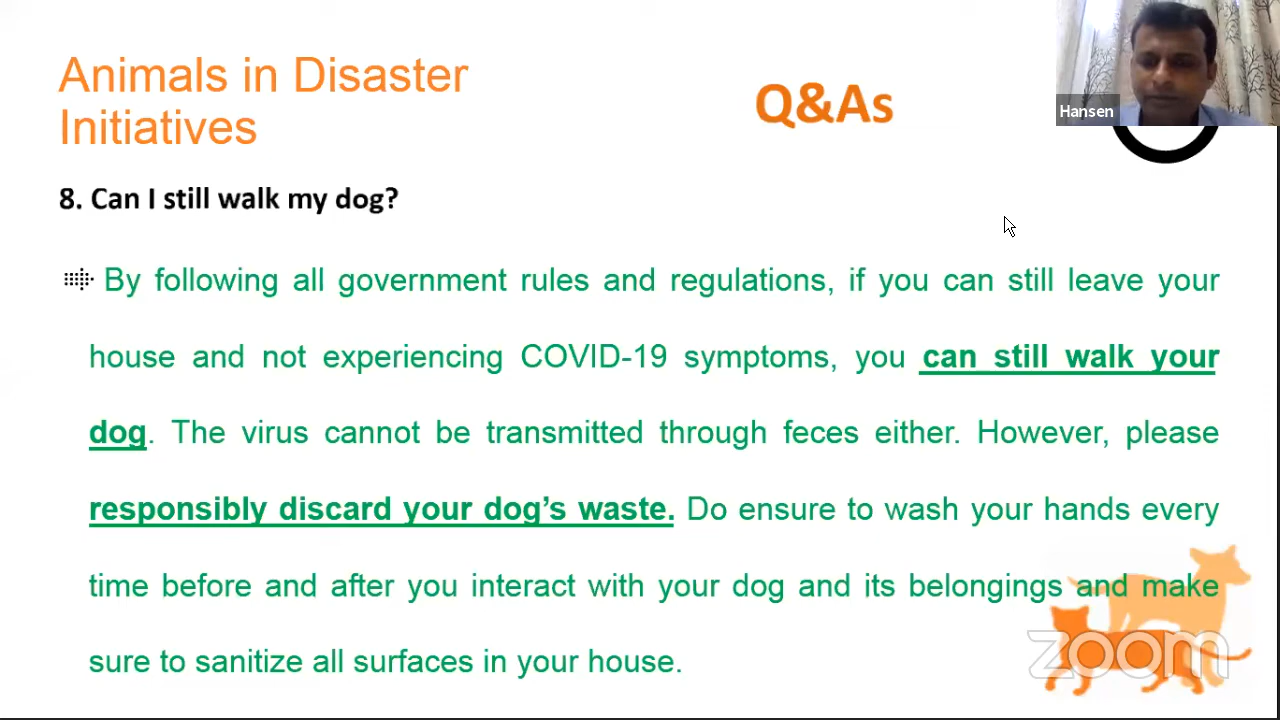 Animals in Disaster
Initiatives
Q&As
Hansen
8. Can I still walk my dog?
By following all government rules and regulations, if you can still leave your
house and not experiencing COVID-19 symptoms, you can still walk your
dog. The virus cannot be transmitted through feces either. However, please
responsibly discard your dog’s waste. Do ensure to wash your hands every
time before and after you interact with your dog and its belongings and make
sure to sanitize all surfaces in your house.
zoom